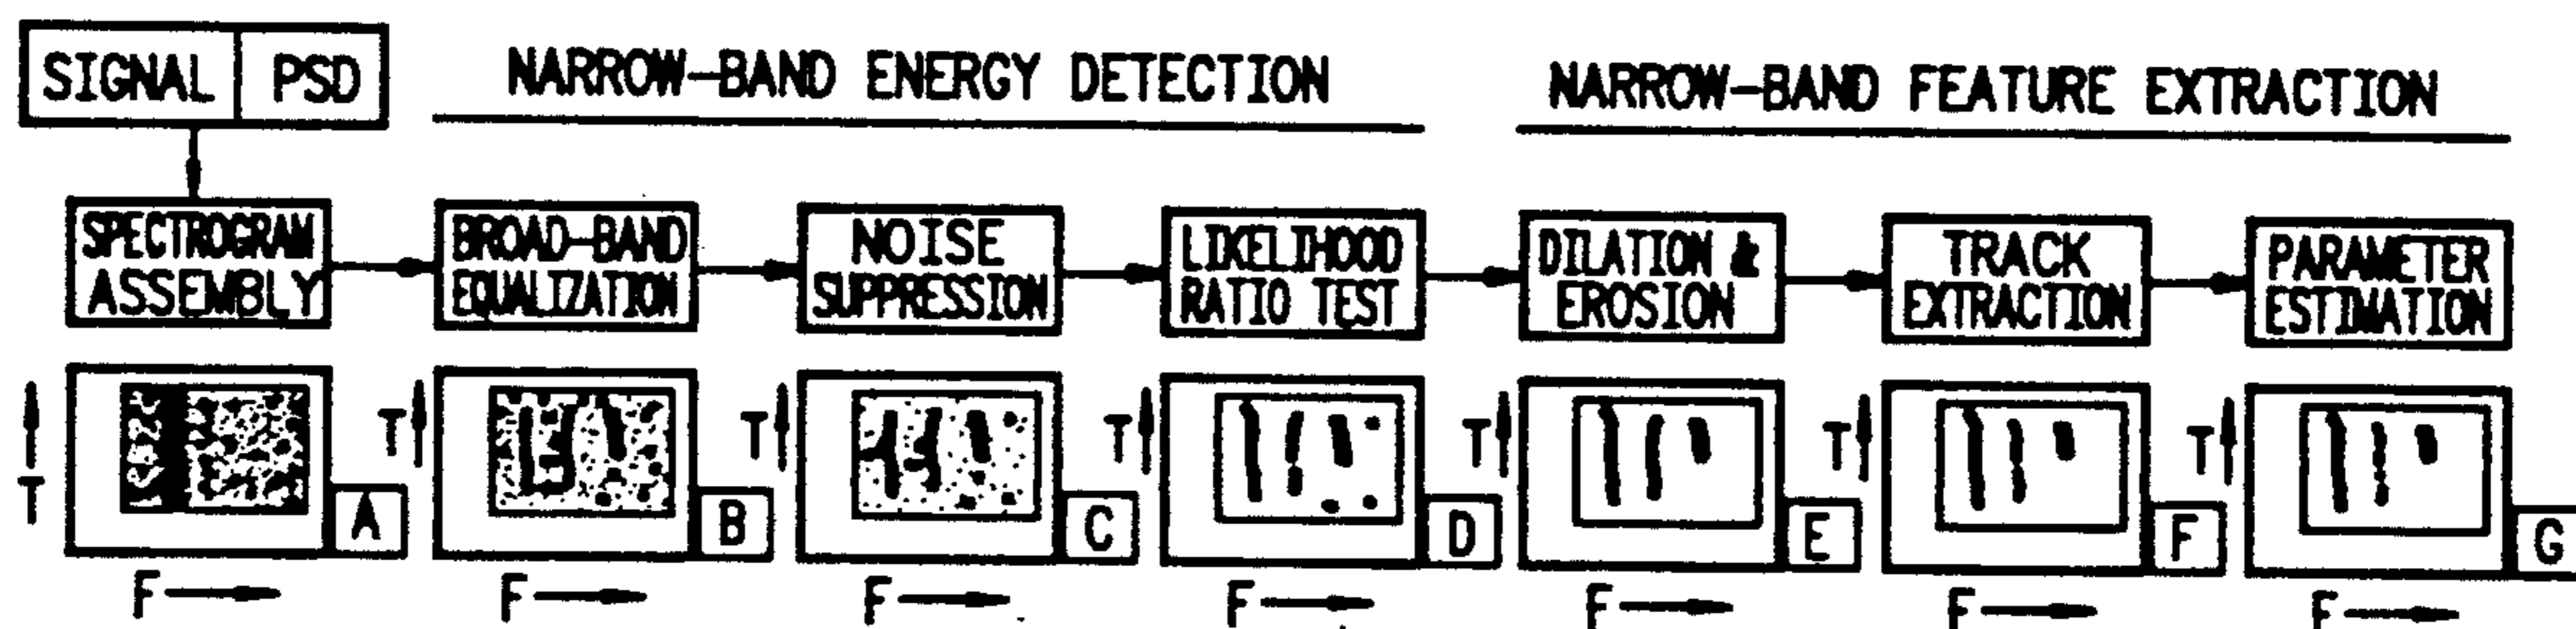 SIGNAL PSD
NARROW-BAND ENERGY DETECTION
NARROW-BAND FEATURE EXTRACTION
SPECTROGRAM
ASSEMBLY
BROAD-BAND
EQUALIZATION
NOISE
SUPPRESSION
LIKELIHOOD
RATIO TEST
DILATION &
EROSION
TRACK
EXTRACTION
PARAMETER
ESTIMATION
T
A
F
T
B
F
T
C
F
T
D
F
T
E
F
T
F
F
T
G
F